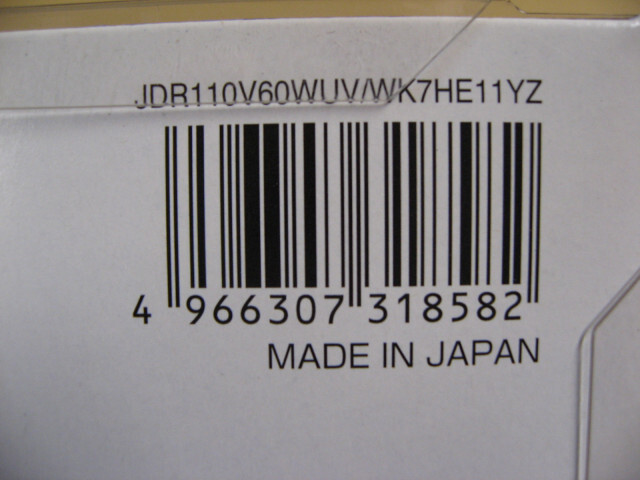 JDR110V60WUV/WK7HE11YZ
4 966307 318582
MADE IN JAPAN